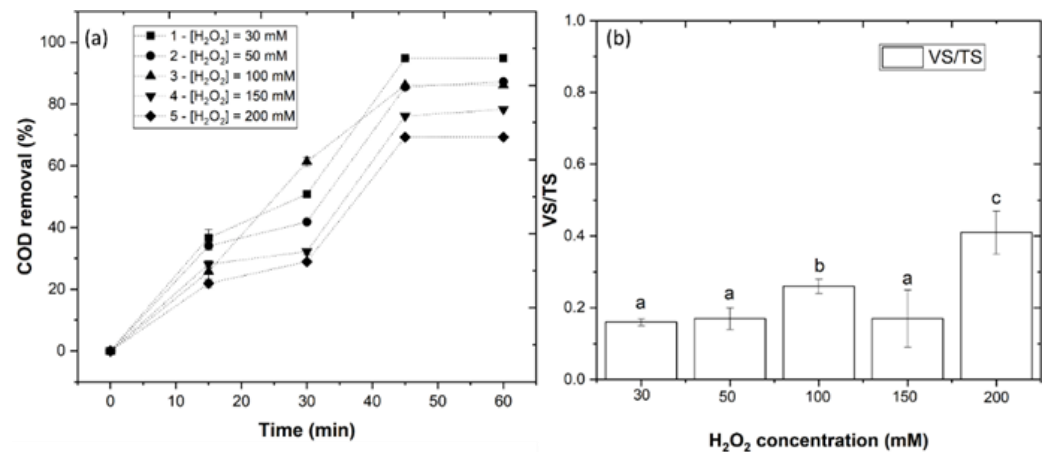 (a)
1 - [H₂O₂] = 30 mM
2 - [H₂O₂] = 50 mM
3 - [H₂O₂] = 100 mM
4 - [H₂O₂] = 150 mM
5 - [H₂O₂] = 200 mM
100
80
60
40
20
0
COD removal (%)
0 10 20 30 40 50 60
Time (min)
(b)
VS/TS
1.0
0.8
0.6
0.4
0.2
0.0
VS/TS
a a b a c
30 50 100 150 200
H₂O₂ concentration (mM)